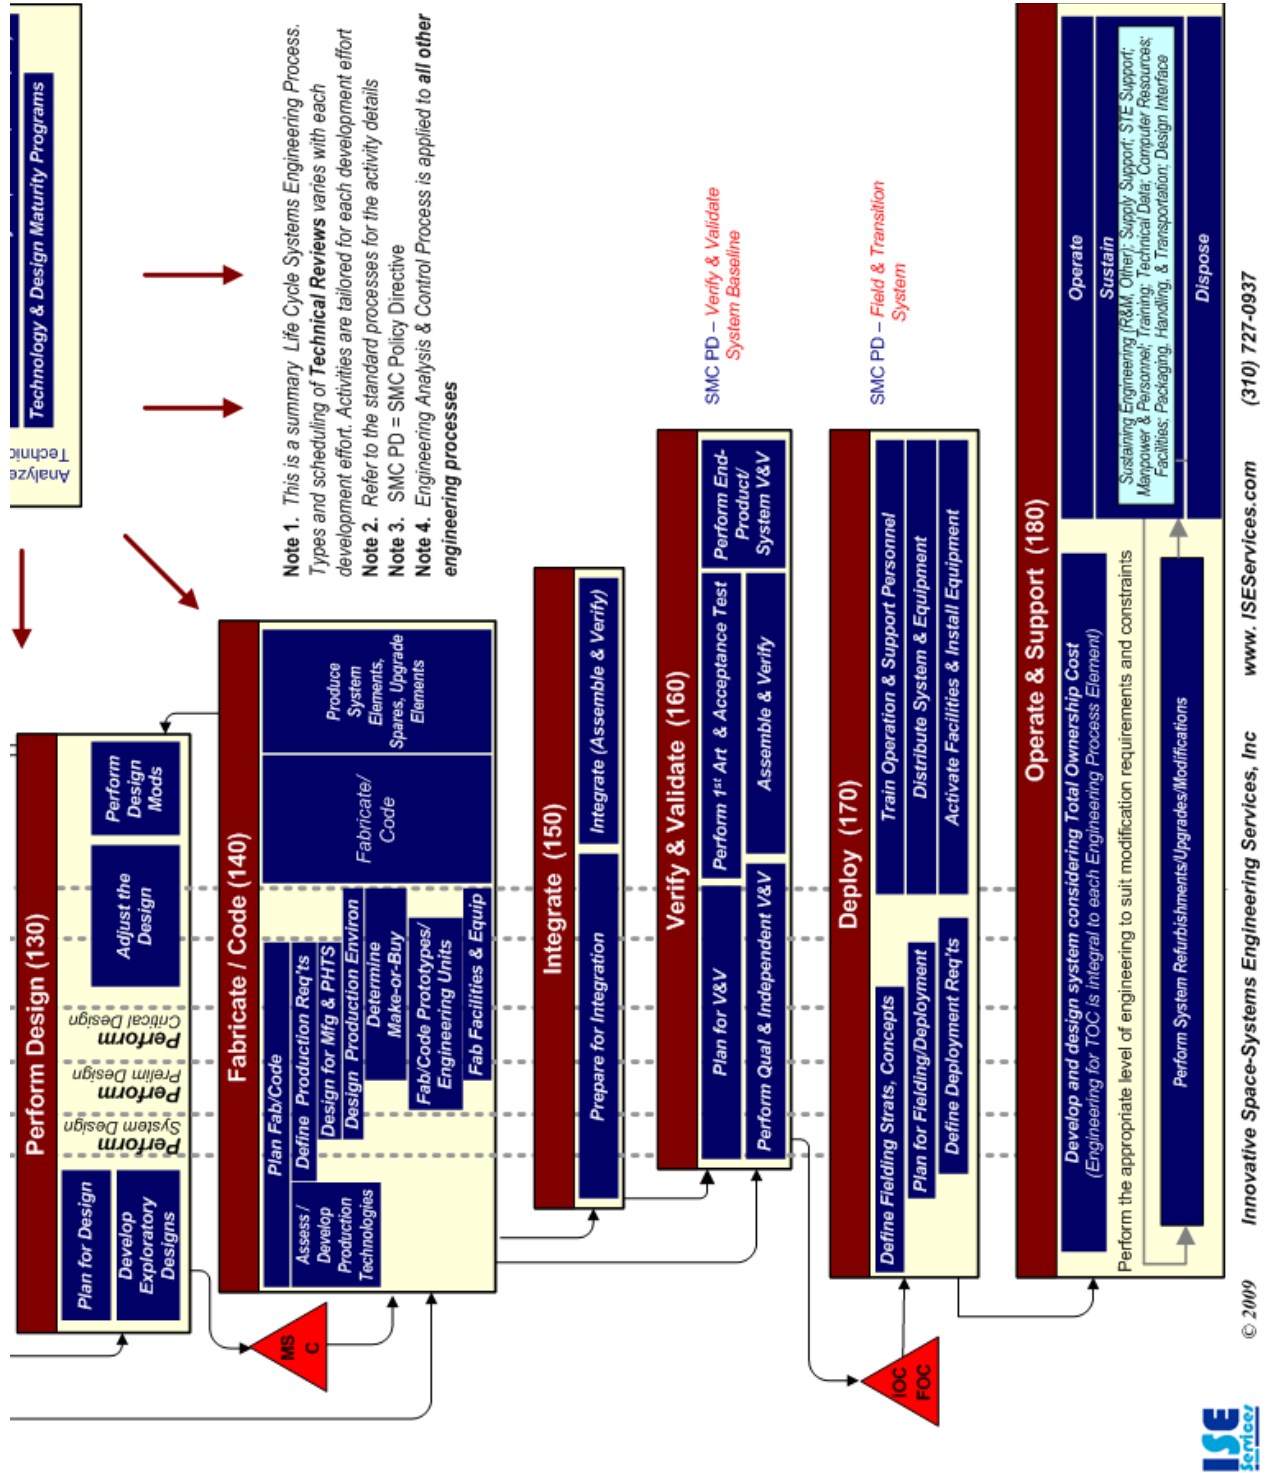 Analyze
Technic
Technology & Design Maturity Programs
Note 1. This is a summary Life Cycle Systems Engineering Process.
Types and scheduling of Technical Reviews varies with each
development effort. Activities are tailored for each development effort
Note 2. Refer to the standard processes for the activity details
Note 3. SMC PD = SMC Policy Directive
Note 4. Engineering Analysis & Control Process is applied to all other
engineering processes
Perform Design (130)
Plan for Design
Develop
Exploratory
Designs
Perform
System Design
Perform
Prelim Design
Perform
Critical Design
Adjust the
Design
Perform
Design
Mods
MS
C
Fabricate / Code (140)
Plan Fab/Code
Assess /
Develop
Production
Technologies
Define Production Req'ts
Design for Mfg & PHTS
Design Production Environ
Determine
Make-or-Buy
Fab/Code Prototypes/
Engineering Units
Fab Facilities & Equip
Fabricate/
Code
Produce
System
Elements,
Spares, Upgrade
Elements
Integrate (150)
Prepare for Integration
Integrate (Assemble & Verify)
Verify & Validate (160)
Plan for V&V
Perform 1st Art & Acceptance Test
Perform Qual & Independent V&V
Assemble & Verify
Perform End-
Product/
System V&V
SMC PD – Verify & Validate
System Baseline
IOC
FOC
Deploy (170)
Define Fielding Strats, Concepts
Plan for Fielding/Deployment
Define Deployment Req'ts
Train Operation & Support Personnel
Distribute System & Equipment
Activate Facilities & Install Equipment
SMC PD – Field & Transition
System
Operate & Support (180)
Develop and design system considering Total Ownership Cost
(Engineering for TOC is integral to each Engineering Process Element)
Perform the appropriate level of engineering to suit modification requirements and constraints
Perform System Refurbishments/Upgrades/Modifications
Operate
Sustain
Sustaining Engineering (R&M, Other); Supply Support; STE Support;
Manpower & Personnel; Training; Technical Data; Computer Resources;
Facilities; Packaging, Handling, & Transportation; Design Interface
Dispose
ISE
Services
© 2009 Innovative Space-Systems Engineering Services, Inc www. ISEServices.com (310) 727-0937